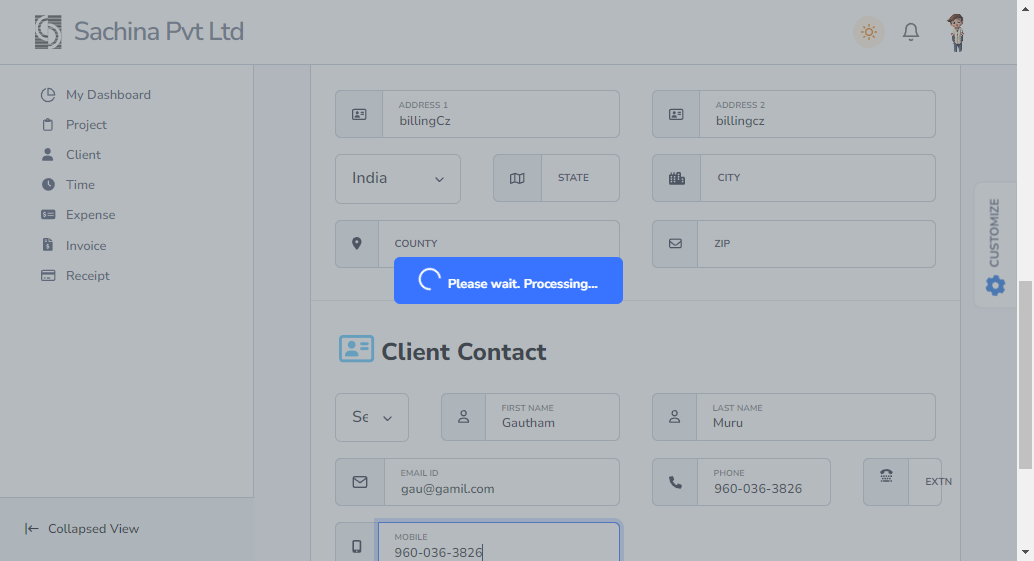 Sachina Pvt Ltd
My Dashboard
Project
Client
Time
Expense
Invoice
Receipt
Collapsed View
ADDRESS 1
billingCz
ADDRESS 2
billingcz
India
STATE
CITY
COUNTY
ZIP
Please wait. Processing...
CUSTOMIZE
Client Contact
Se
FIRST NAME
Gautham
LAST NAME
Muru
EMAIL ID
gau@gamil.com
PHONE
960-036-3826
EXTN
MOBILE
960-036-3826